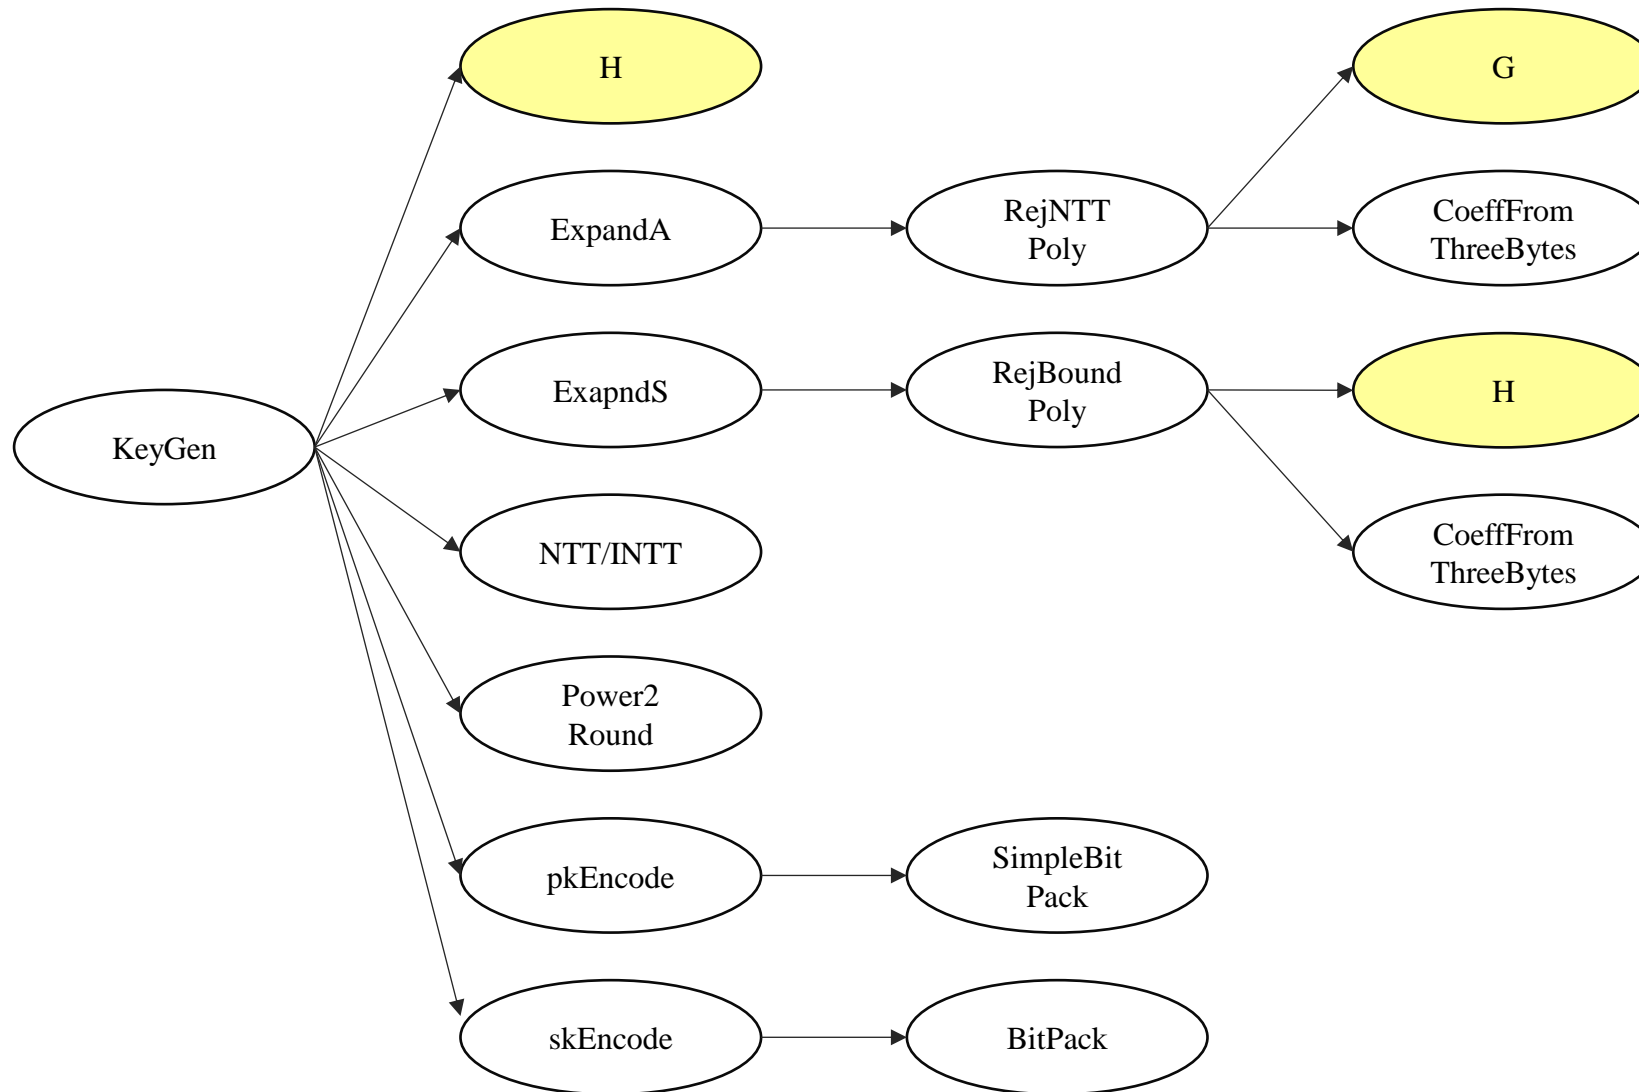 H
G
ExpandA
RejNTT
Poly
CoeffFrom
ThreeBytes
KeyGen
ExapndS
RejBound
Poly
H
NTT/INTT
CoeffFrom
ThreeBytes
Power2
Round
pkEncode
SimpleBit
Pack
skEncode
BitPack